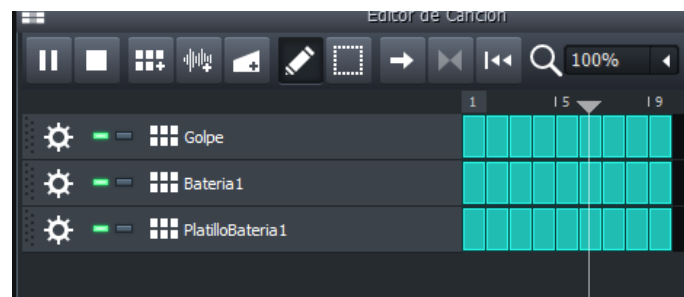 Editor de Canción
100%
1 5 9
Golpe
Bateria1
PlatilloBateria1